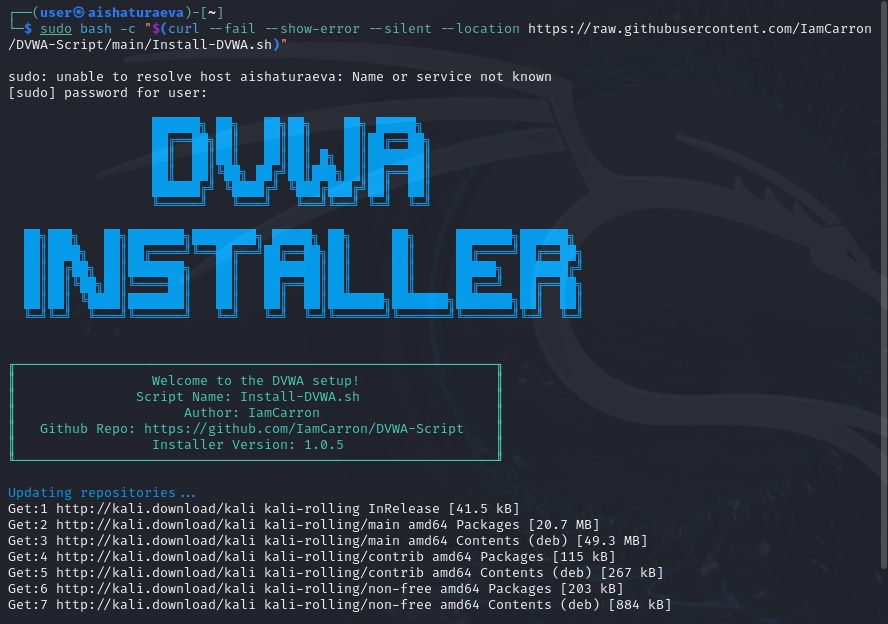 ┌──(user㉿aishaturaeva)-[~]
└─$ sudo bash -c "$(curl --fail --show-error --silent --location https://raw.githubusercontent.com/IamCarron
/DVWA-Script/main/Install-DVWA.sh)"
sudo: unable to resolve host aishaturaeva: Name or service not known
[sudo] password for user:
DVWA
INSTALLER
Welcome to the DVWA setup!
Script Name: Install-DVWA.sh
Author: IamCarron
Github Repo: https://github.com/IamCarron/DVWA-Script
Installer Version: 1.0.5
Updating repositories...
Get:1 http://kali.download/kali kali-rolling InRelease [41.5 kB]
Get:2 http://kali.download/kali kali-rolling/main amd64 Packages [20.7 MB]
Get:3 http://kali.download/kali kali-rolling/main amd64 Contents (deb) [49.3 MB]
Get:4 http://kali.download/kali kali-rolling/contrib amd64 Packages [115 kB]
Get:5 http://kali.download/kali kali-rolling/contrib amd64 Contents (deb) [267 kB]
Get:6 http://kali.download/kali kali-rolling/non-free amd64 Packages [203 kB]
Get:7 http://kali.download/kali kali-rolling/non-free amd64 Contents (deb) [884 kB]